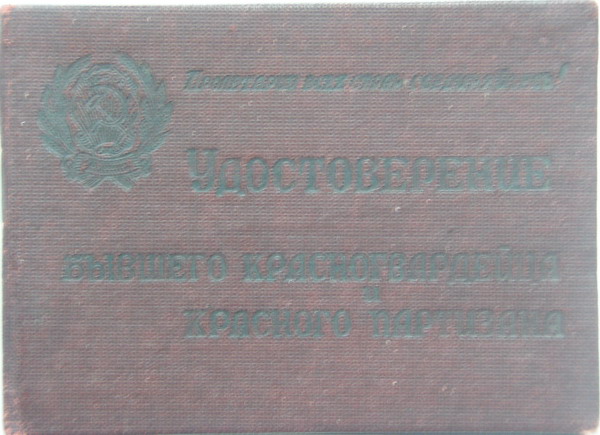 Пролетарии всех стран, соединяйтесь!
Удостоверение
бывшего красногвардейца
и
красного партизана